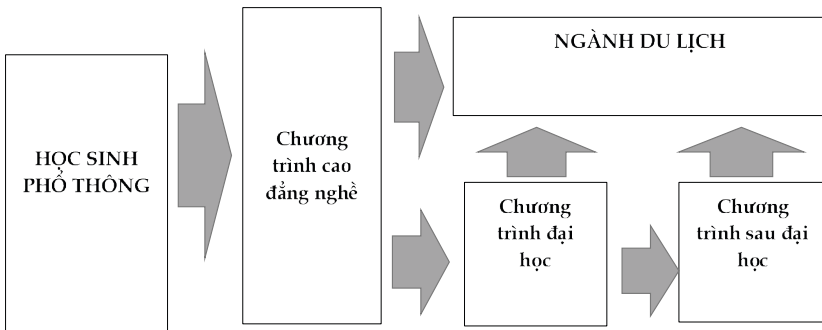 HỌC SINH
PHỔ THÔNG
Chương
trình cao
đẳng nghề
NGÀNH DU LỊCH
Chương
trình đại
học
Chương
trình sau đại
học